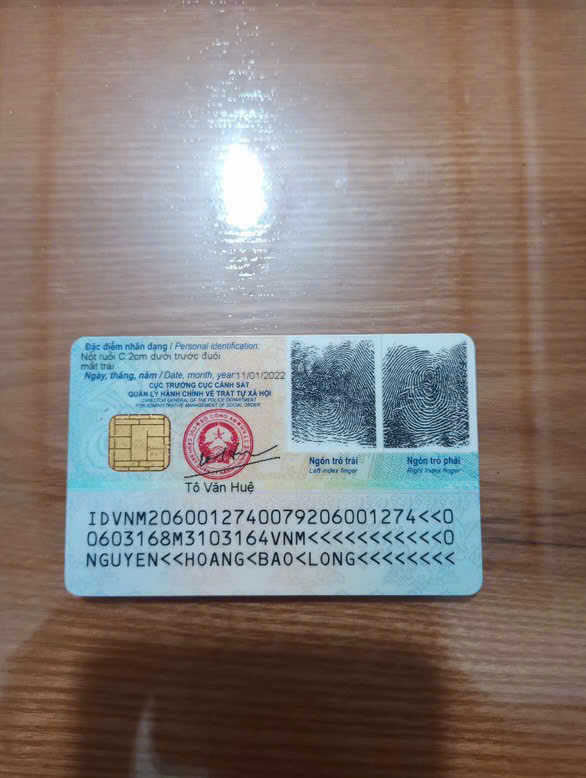 Đặc điểm nhân dạng / Personal identification:
Nốt ruồi C 2cm dưới trước đuôi
mắt trái
Ngày, tháng, năm / Date, month, year: 11/01/2022
CỤC TRƯỞNG CỤC CẢNH SÁT
QUẢN LÝ HÀNH CHÍNH VỀ TRẬT TỰ XÃ HỘI
DIRECTOR GENERAL OF THE POLICE DEPARTMENT
FOR ADMINISTRATIVE MANAGEMENT OF SOCIAL ORDER
Tô Văn Huệ
Ngón trỏ trái
Left index finger
Ngón trỏ phải
Right index finger
IDVNM2060012740079206001274<<0
0603168M3103164VNM<<<<<<<<<<<0
NGUYEN<<HOANG<BAO<LONG<<<<<<<<